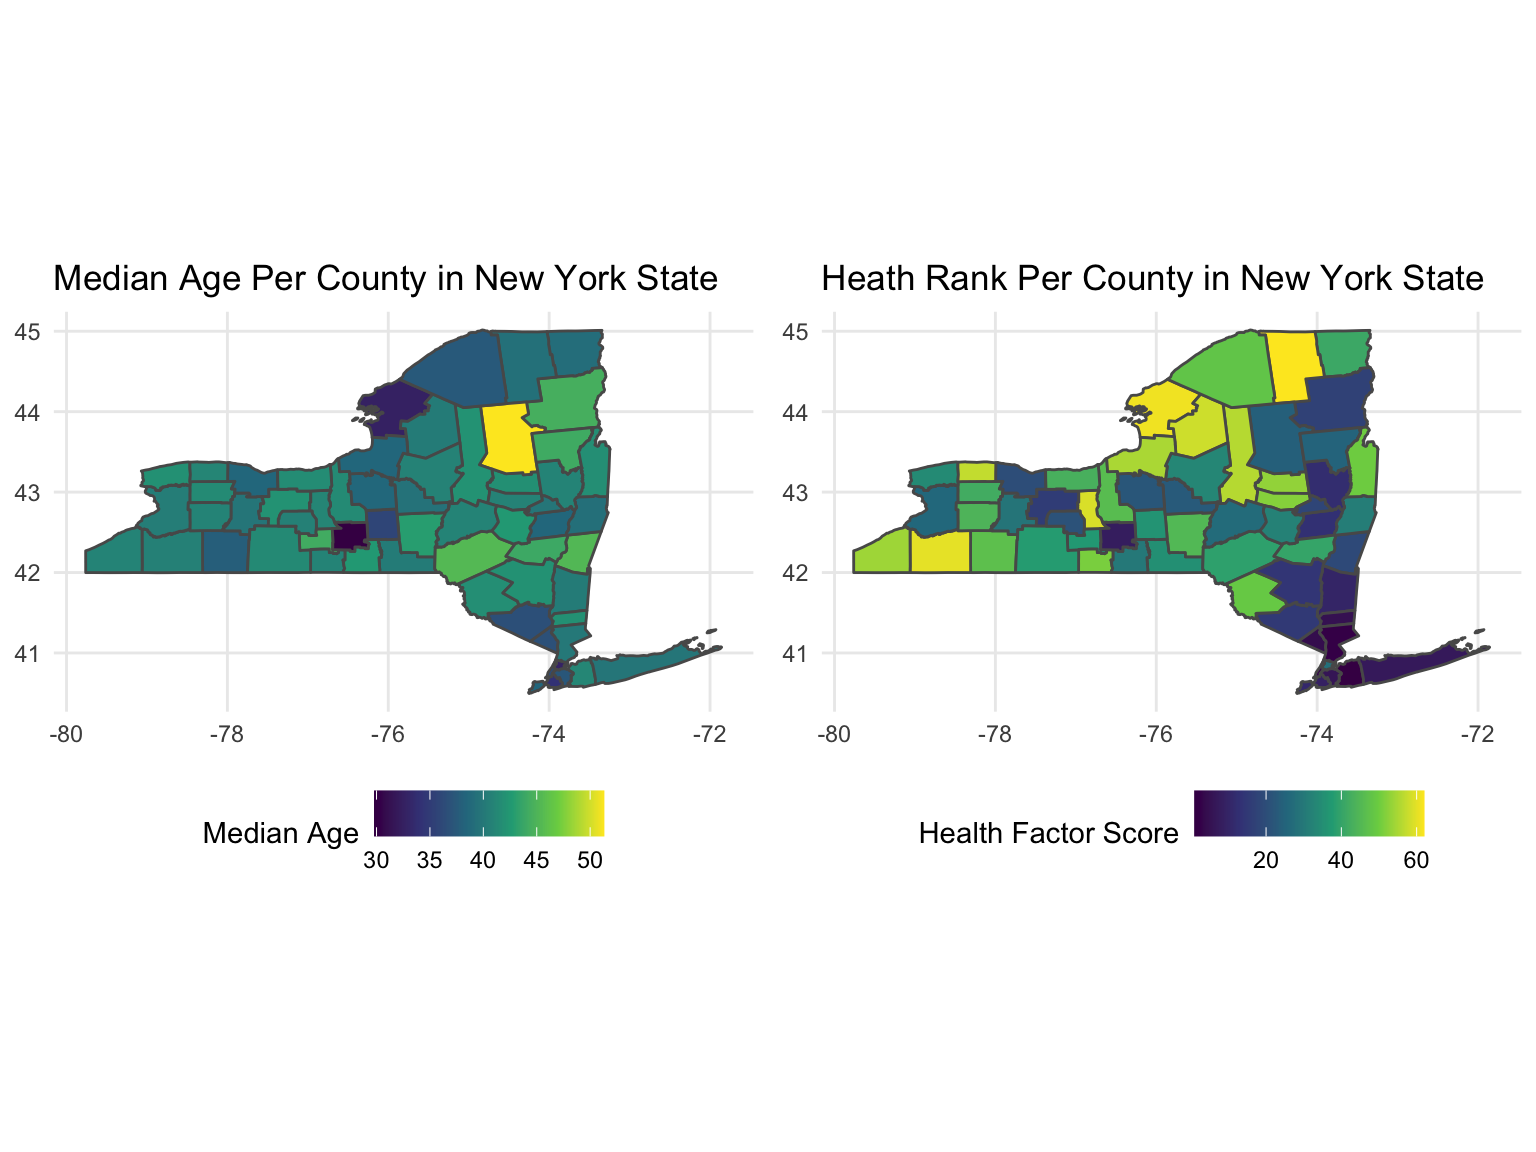 Median Age Per County in New York State
45
44
43
42
41
-80 -78 -76 -74 -72
Median Age
30 35 40 45 50
Heath Rank Per County in New York State
45
44
43
42
41
-80 -78 -76 -74 -72
Health Factor Score
20 40 60